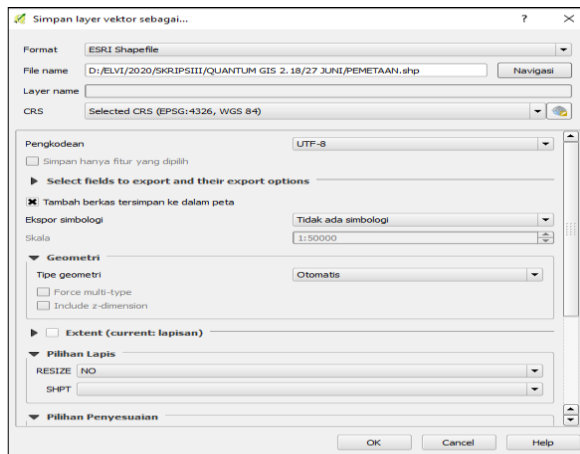 Simpan layer vektor sebagai...
Format ESRI Shapefile
File name D:/ELVI/2020/SKRIPSIII/QUANTUM GIS 2.18/27 JUNI/PEMETAAN.shp Navigasi
Layer name
CRS Selected CRS (EPSG:4326, WGS 84)
Pengkodean UTF-8
Simpan hanya fitur yang dipilih
Select fields to export and their export options
Tambah berkas tersimpan ke dalam peta
Ekspor simbologi Tidak ada simbologi
Skala 1:50000
Geometri
Tipe geometri Otomatis
Force multi-type
Include z-dimension
Extent (current: lapisan)
Pilihan Lapis
RESIZE NO
SHPT
Pilihan Penyesuaian
OK Cancel Help